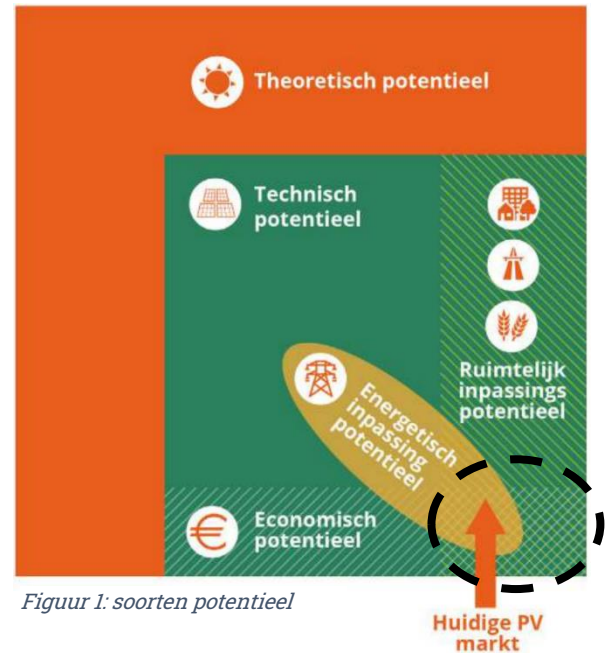 Theoretisch potentieel
Technisch
potentieel
Ruimtelijk
inpassings
potentieel
Energetisch
inpassing
potentieel
€ Economisch
potentieel
Figuur 1: soorten potentieel
Huidige PV
markt